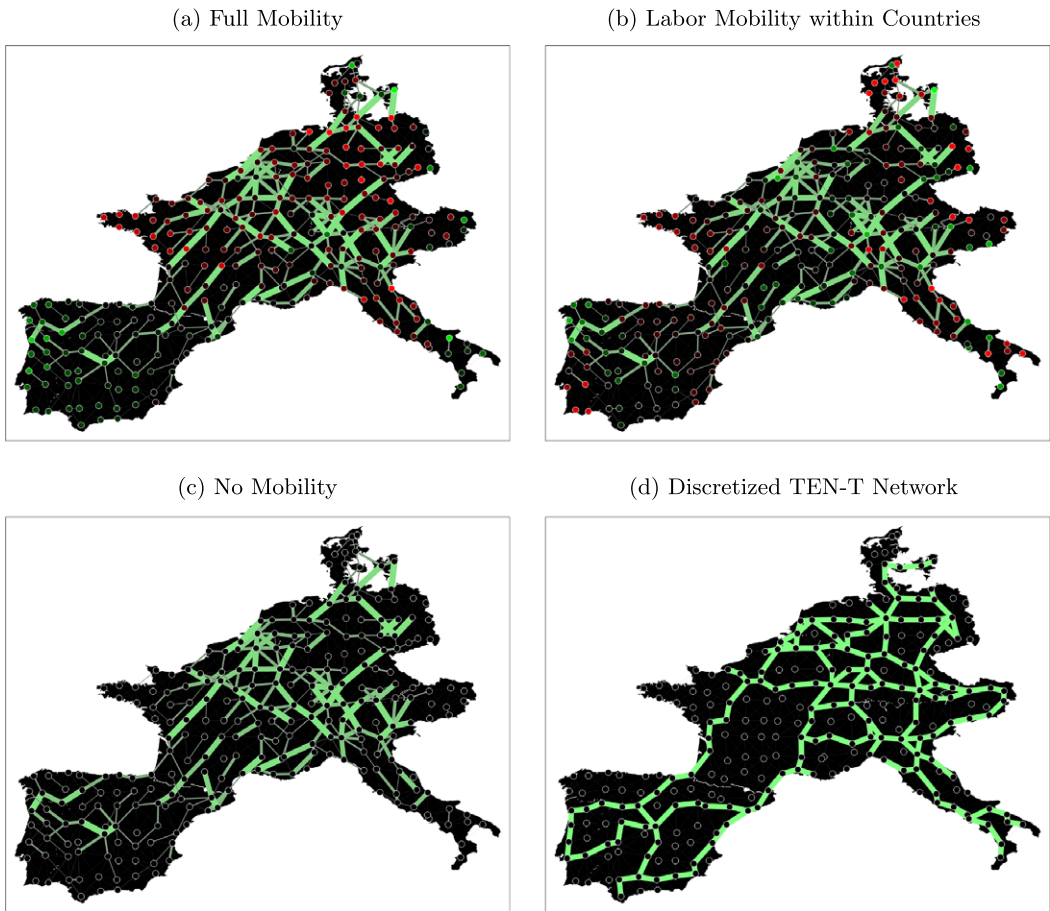 (a) Full Mobility
(b) Labor Mobility within Countries
(c) No Mobility
(d) Discretized TEN-T Network